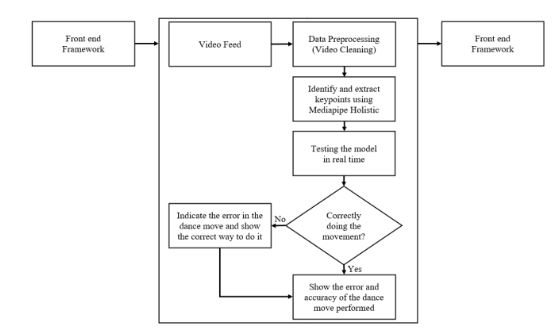 Front end
Framework
Video Feed
Data Preprocessing
(Video Cleaning)
Front end
Framework
Identify and extract
keypoints using
Mediapipe Holistic
Testing the model
in real time
Correctly
doing the
movement?
No
Indicate the error in the
dance move and show
the correct way to do it
Yes
Show the error and
accuracy of the dance
move performed